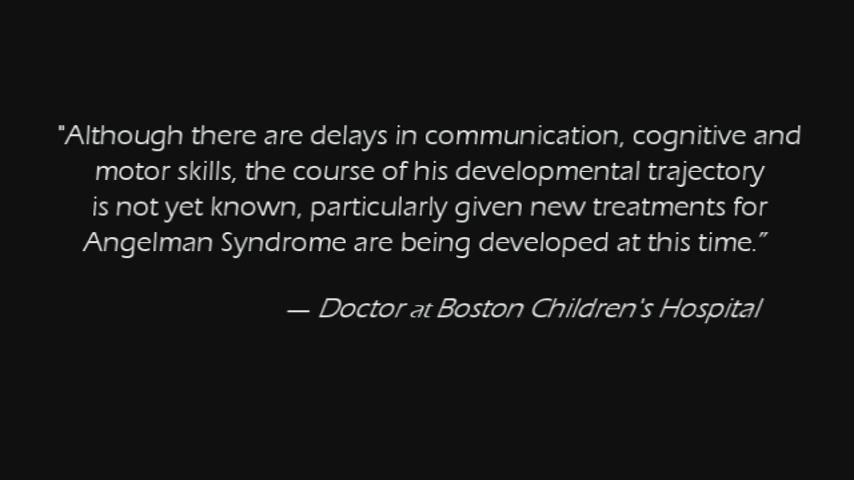 "Although there are delays in communication, cognitive and
motor skills, the course of his developmental trajectory
is not yet known, particularly given new treatments for
Angelman Syndrome are being developed at this time.”
— Doctor at Boston Children's Hospital